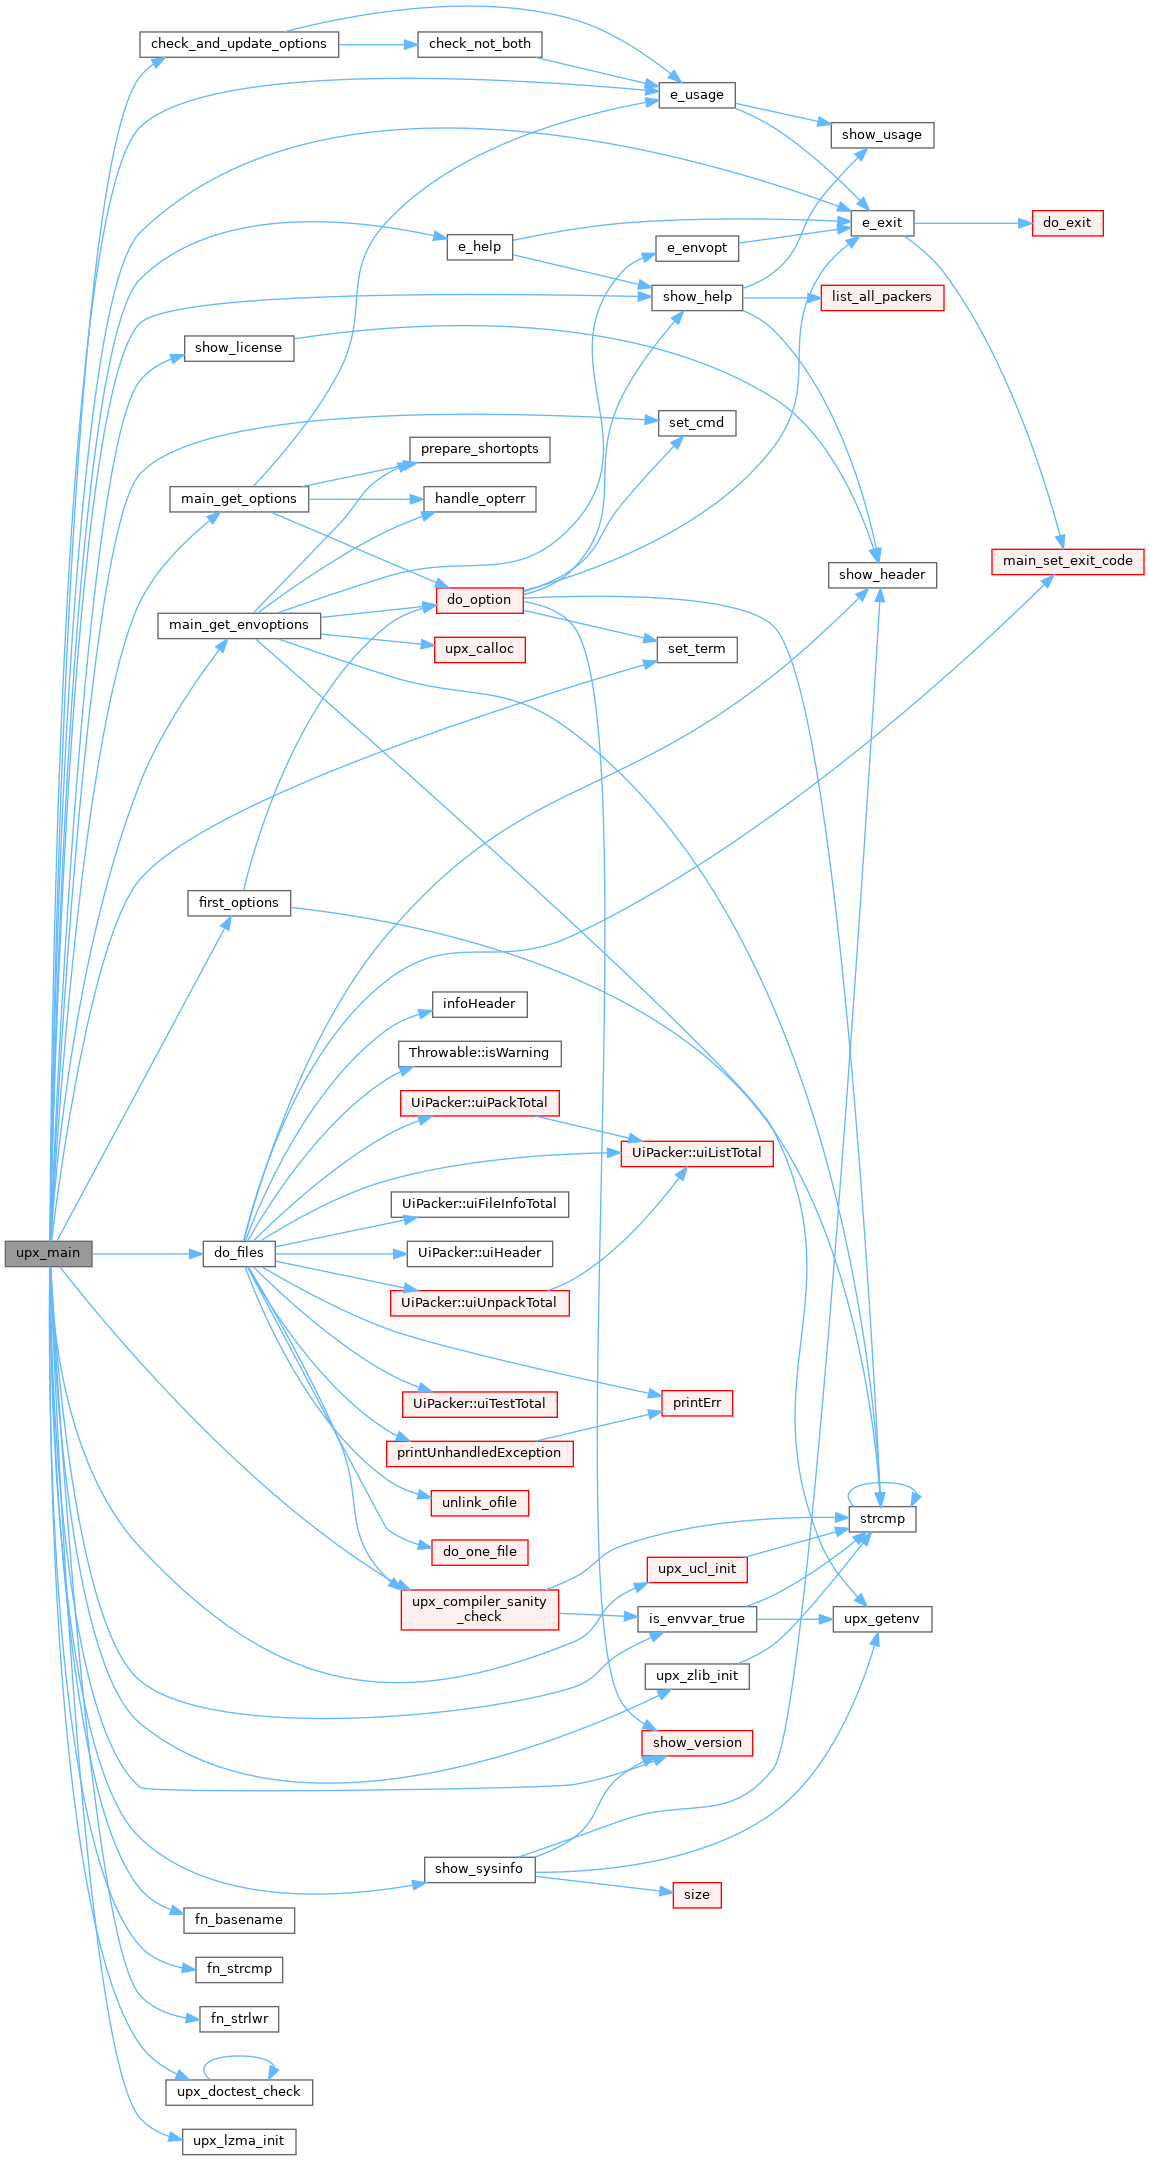 check_and_update_options
check_not_both
e_usage
show_usage
e_exit
do_exit
e_help
e_envopt
show_help
list_all_packers
show_license
set_cmd
prepare_shortopts
main_get_options
handle_opterr
main_set_exit_code
show_header
do_option
main_get_envoptions
upx_calloc
set_term
first_options
infoHeader
Throwable::isWarning
UiPacker::uiPackTotal
UiPacker::uiListTotal
UiPacker::uiFileInfoTotal
upx_main
do_files
UiPacker::uiHeader
UiPacker::uiUnpackTotal
UiPacker::uiTestTotal
printErr
printUnhandledException
unlink_ofile
strcmp
do_one_file
upx_ucl_init
upx_compiler_sanity
_check
is_envvar_true
upx_getenv
upx_zlib_init
show_version
show_sysinfo
size
fn_basename
fn_strcmp
fn_strlwr
upx_doctest_check
upx_lzma_init